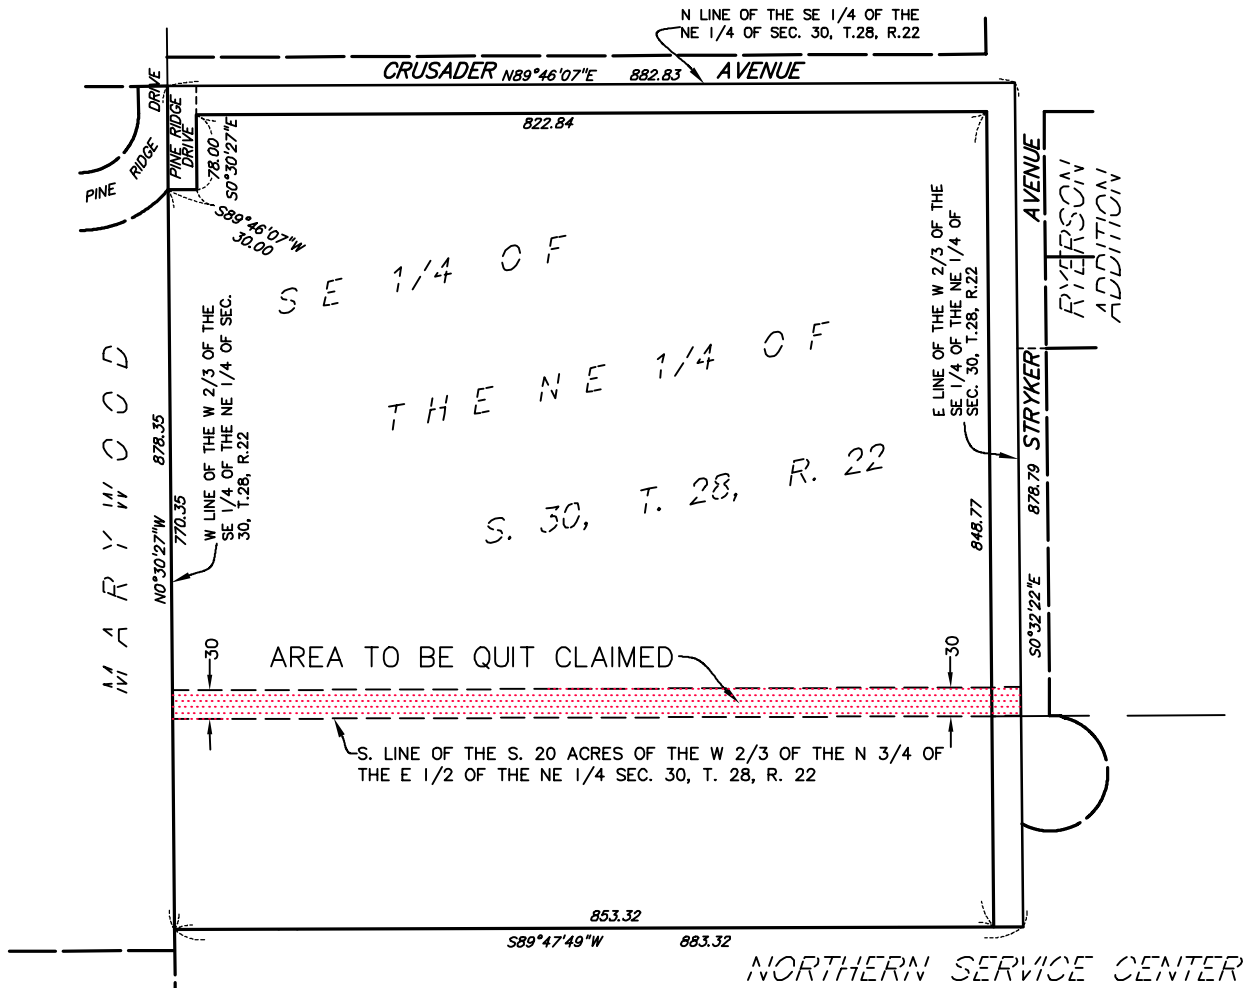 N LINE OF THE SE 1/4 OF THE
NE 1/4 OF SEC. 30, T.28, R.22
CRUSADER N89°46'07"E 882.83 AVENUE
822.84
DRIVE
PINE RIDGE
PINE RIDGE
DRIVE
78.00
S0°30'27"E
S89°46'07"W
30.00
SE 1/4 OF
THE NE 1/4 OF
S. 30, T. 28, R. 22
MARYWOOD
N0°30'27"W 878.35
770.35
W LINE OF THE W 2/3 OF THE
SE 1/4 OF THE NE 1/4 OF SEC.
30, T.28, R.22
E LINE OF THE W 2/3 OF THE
SE 1/4 OF THE NE 1/4 OF
SEC. 30, T.28, R.22
848.77
S0°32'22"E 878.79 STRYKER AVENUE
RYERSON
ADDITION
30
AREA TO BE QUIT CLAIMED
30
S. LINE OF THE S. 20 ACRES OF THE W 2/3 OF THE N 3/4 OF
THE E 1/2 OF THE NE 1/4 SEC. 30, T. 28, R. 22
853.32
S89°47'49"W 883.32
NORTHERN SERVICE CENTER